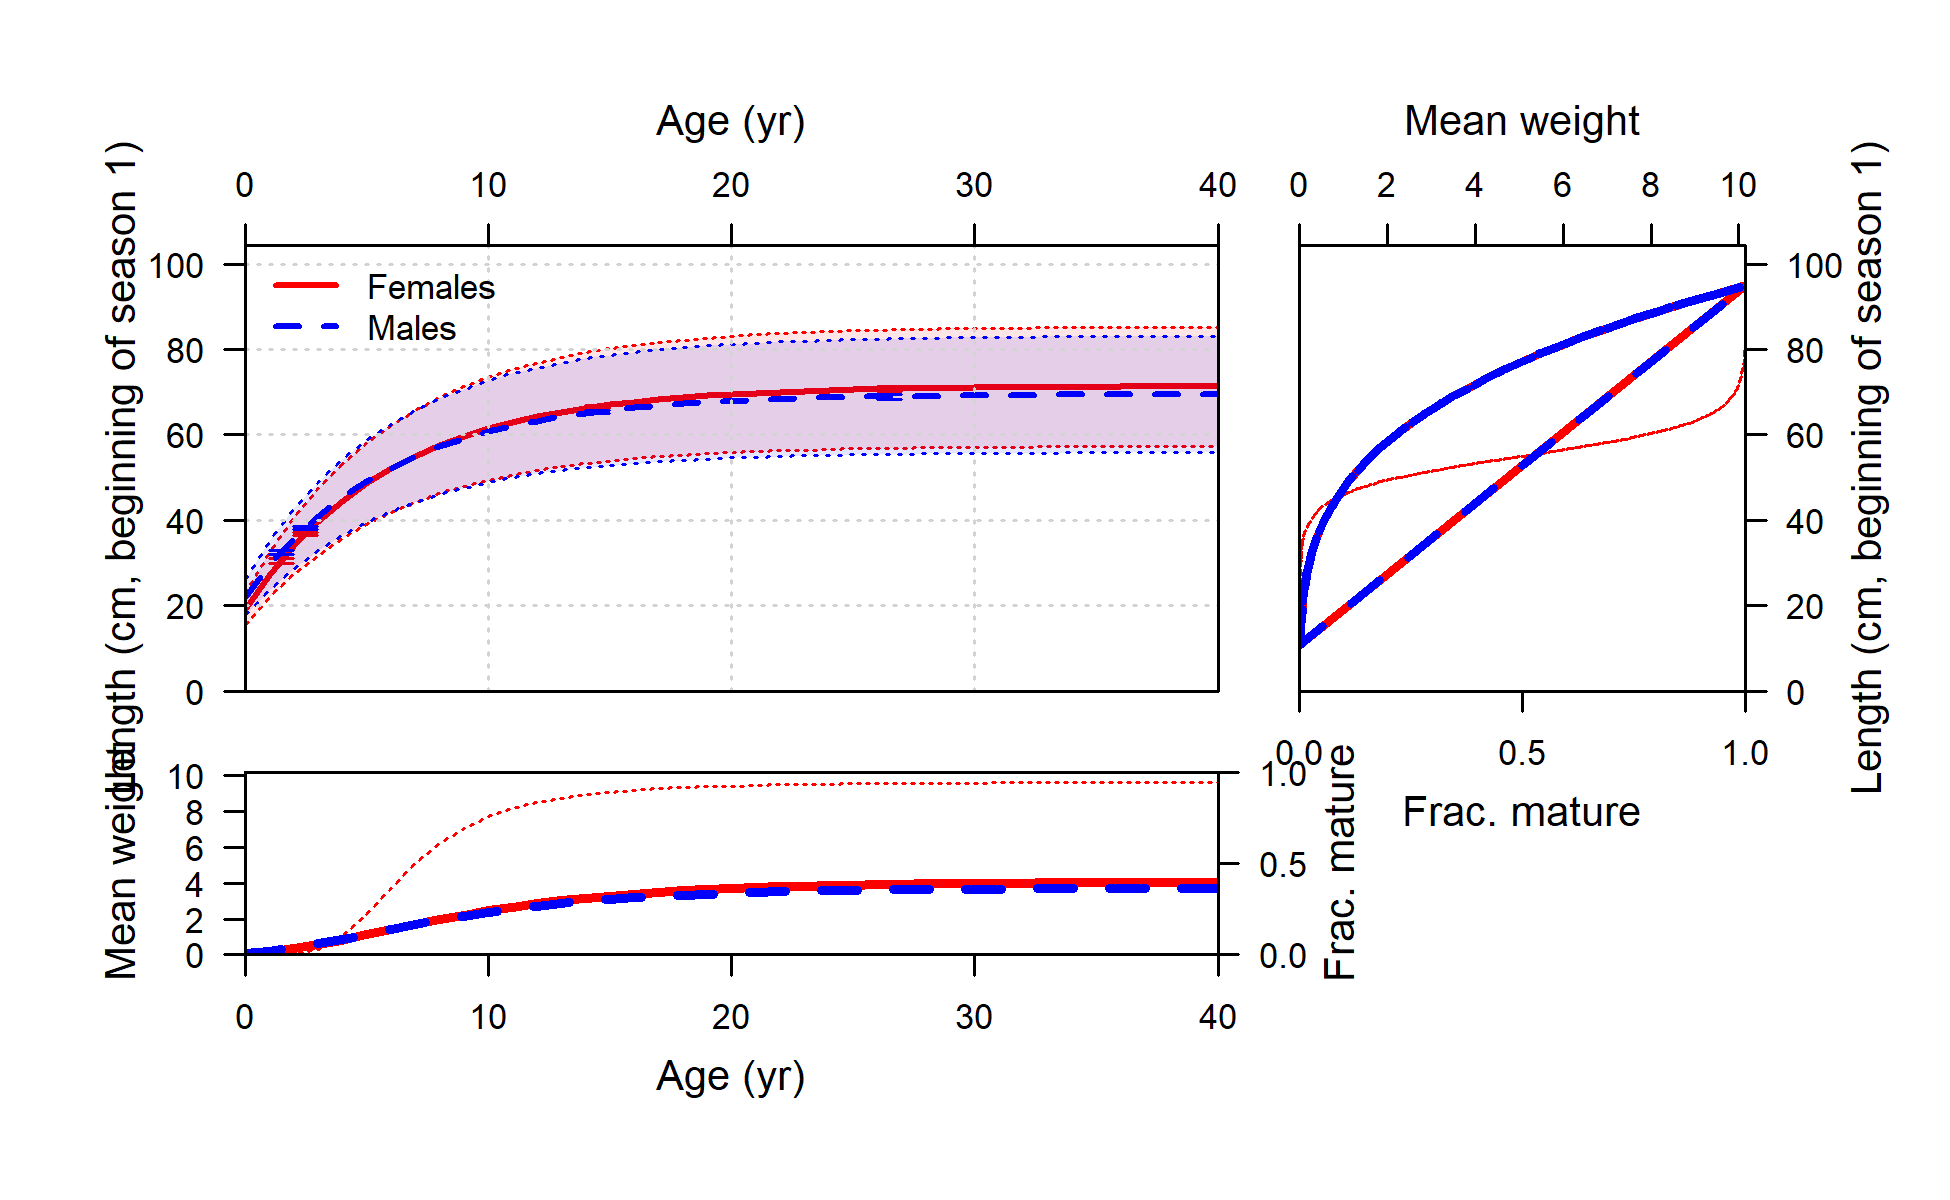 Age (yr)
0 10 20 30 40
Mean weight
0 2 4 6 8 10
Length (cm, beginning of season 1)
100
80
60
40
20
0
Females
Males
100
80
60
40
20
0
Length (cm, beginning of season 1)
0.0 0.5 1.0
Frac. mature
Mean weight
10
8
6
4
2
0
1.0
0.5
0.0
Frac. mature
0 10 20 30 40
Age (yr)